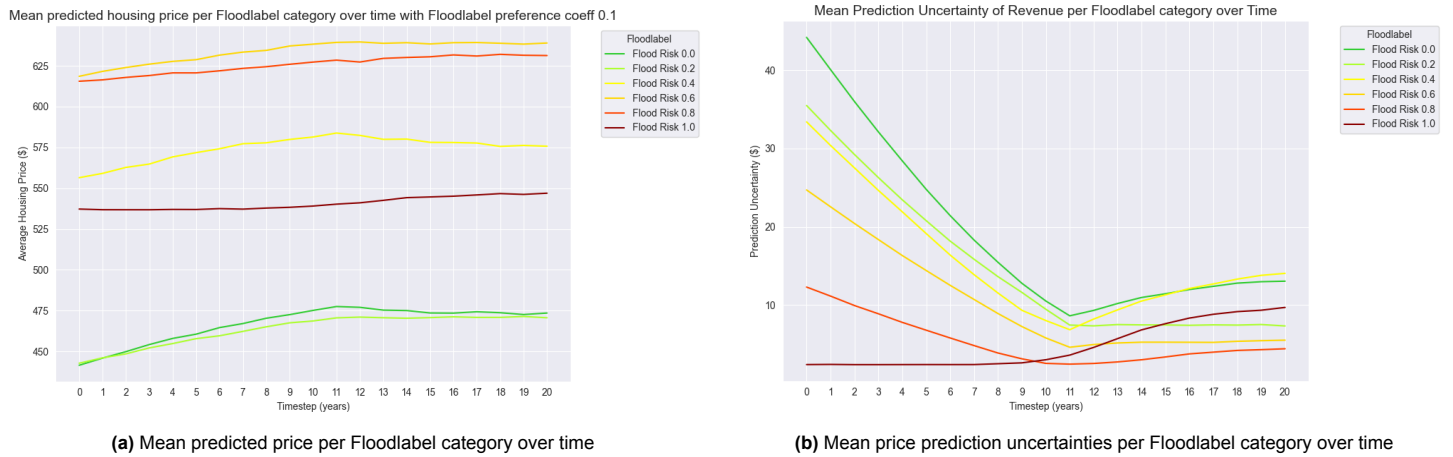 Mean predicted housing price per Floodlabel category over time with Floodlabel preference coeff 0.1
Average Housing Price ($)
625
600
575
550
525
500
475
450
0 1 2 3 4 5 6 7 8 9 10 11 12 13 14 15 16 17 18 19 20
Timestep (years)
Floodlabel
Flood Risk 0.0
Flood Risk 0.2
Flood Risk 0.4
Flood Risk 0.6
Flood Risk 0.8
Flood Risk 1.0
(a) Mean predicted price per Floodlabel category over time
Mean Prediction Uncertainty of Revenue per Floodlabel category over Time
Prediction Uncertainty ($)
40
30
20
10
0 1 2 3 4 5 6 7 8 9 10 11 12 13 14 15 16 17 18 19 20
Timestep (years)
Floodlabel
Flood Risk 0.0
Flood Risk 0.2
Flood Risk 0.4
Flood Risk 0.6
Flood Risk 0.8
Flood Risk 1.0
(b) Mean price prediction uncertainties per Floodlabel category over time